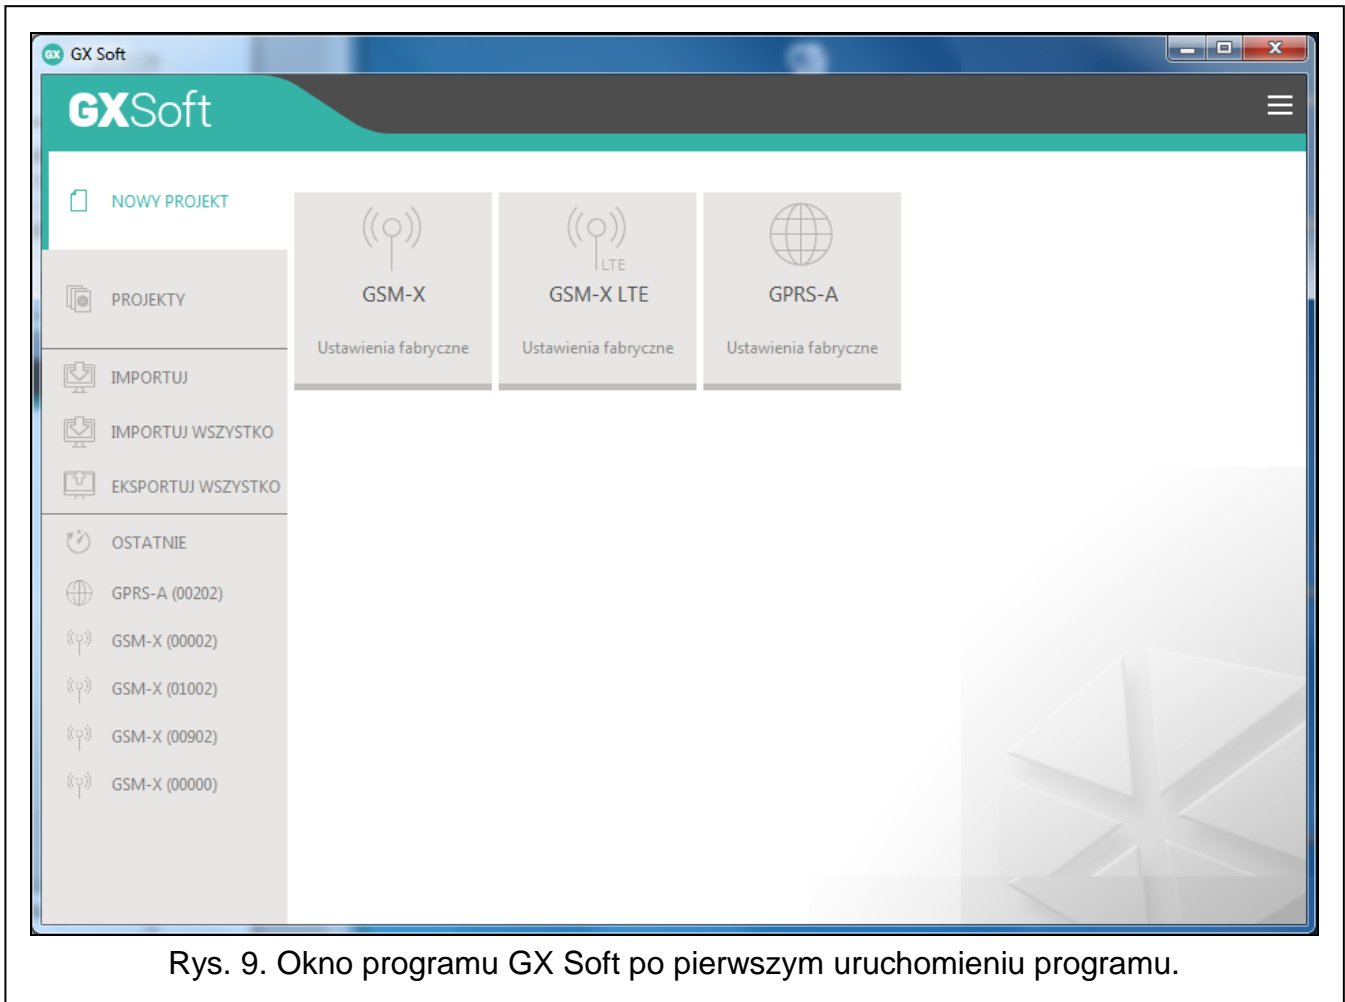 GX GX Soft
GXSoft
NOWY PROJEKT
PROJEKTY
IMPORTUJ
IMPORTUJ WSZYSTKO
EKSPORTUJ WSZYSTKO
OSTATNIE
GPRS-A (00202)
GSM-X (00002)
GSM-X (01002)
GSM-X (00902)
GSM-X (00000)
GSM-X
Ustawienia fabryczne
LTE
GSM-X LTE
Ustawienia fabryczne
GPRS-A
Ustawienia fabryczne
Rys. 9. Okno programu GX Soft po pierwszym uruchomieniu programu.